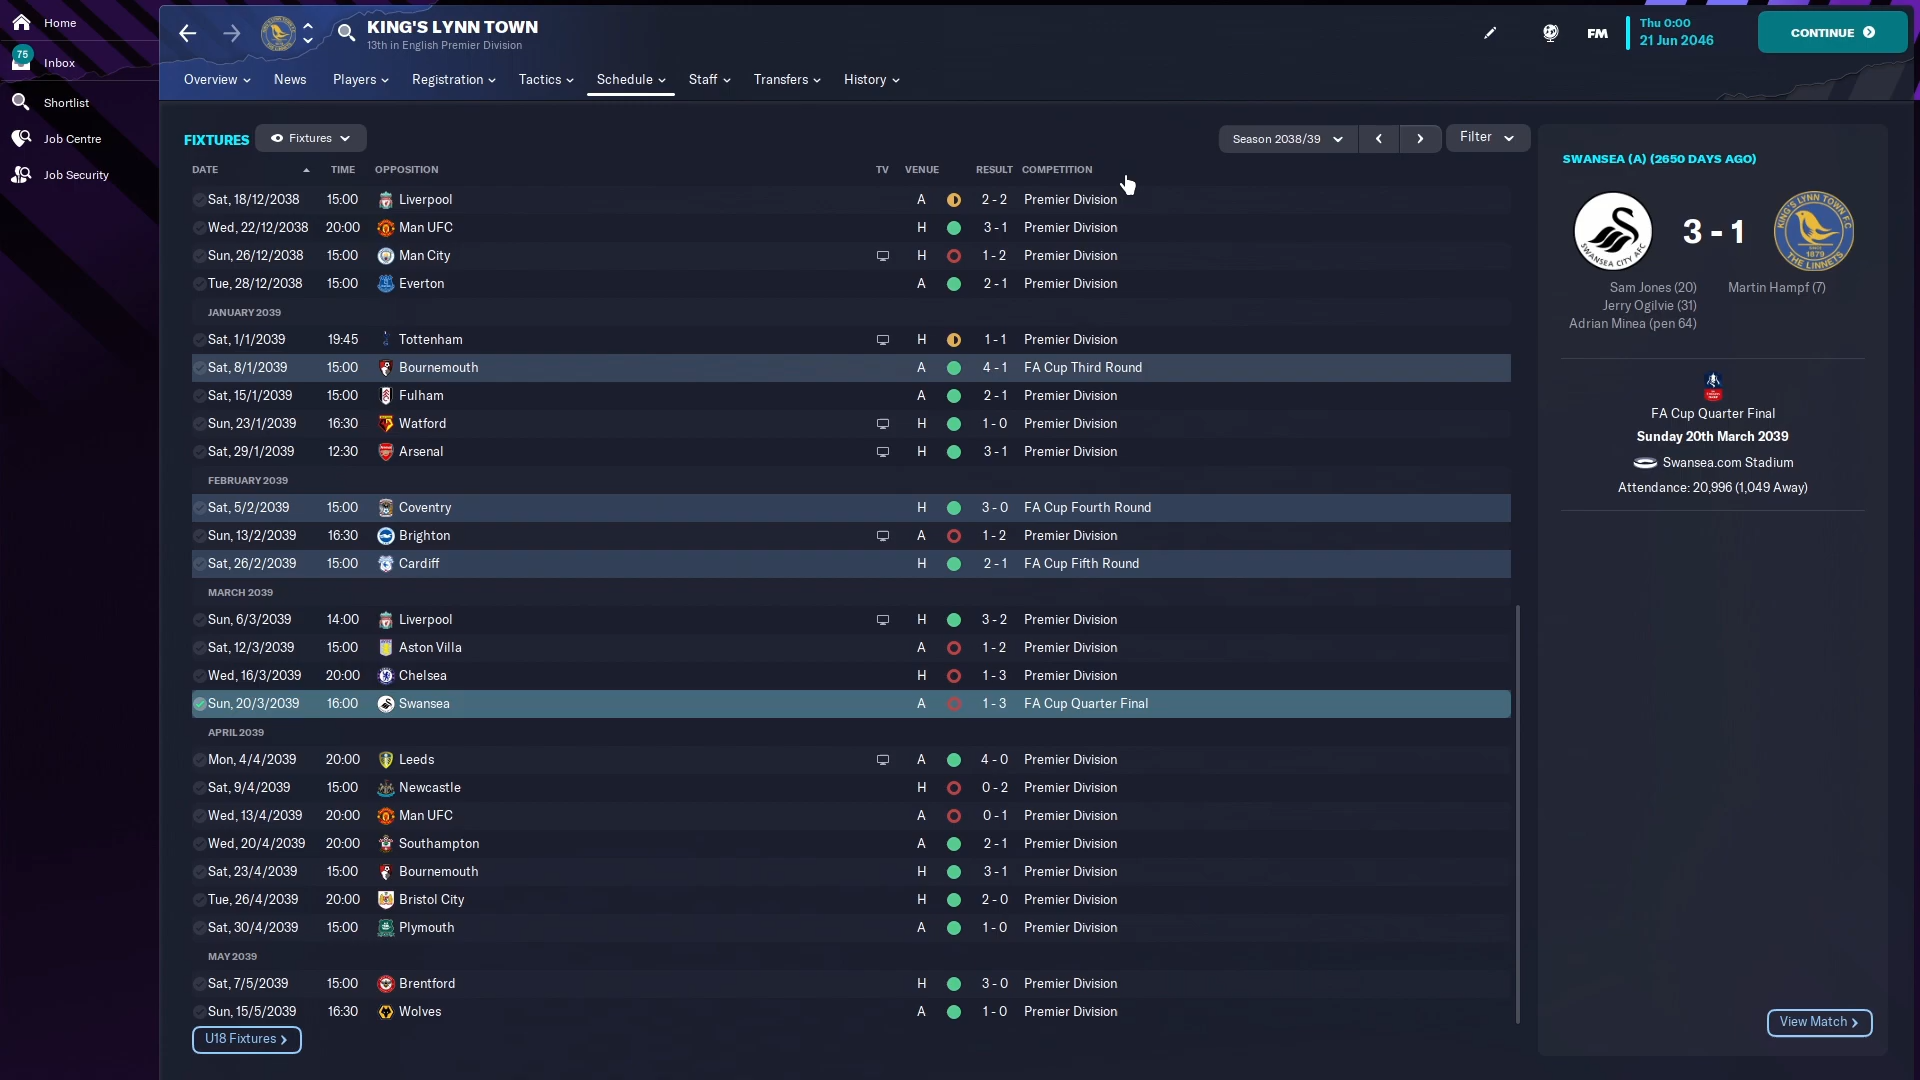 Home
75
Inbox
Shortlist
Job Centre
Job Security
KING'S LYNN TOWN
13th in English Premier Division
FM
Thu 0:00
21 Jun 2046
CONTINUE
Overview News Players Registration Tactics Schedule Staff Transfers History
FIXTURES Fixtures Season 2038/39 Filter
DATE TIME OPPOSITION TV VENUE RESULT COMPETITION
Sat, 18/12/2038 15:00 Liverpool A 2 - 2 Premier Division
Wed, 22/12/2038 20:00 Man UFC H 3 - 1 Premier Division
Sun, 26/12/2038 15:00 Man City H 1 - 2 Premier Division
Tue, 28/12/2038 15:00 Everton A 2 - 1 Premier Division
JANUARY 2039
Sat, 1/1/2039 19:45 Tottenham H 1 - 1 Premier Division
Sat, 8/1/2039 15:00 Bournemouth A 4 - 1 FA Cup Third Round
Sat, 15/1/2039 15:00 Fulham A 2 - 1 Premier Division
Sun, 23/1/2039 16:30 Watford H 1 - 0 Premier Division
Sat, 29/1/2039 12:30 Arsenal H 3 - 1 Premier Division
FEBRUARY 2039
Sat, 5/2/2039 15:00 Coventry H 3 - 0 FA Cup Fourth Round
Sun, 13/2/2039 16:30 Brighton A 1 - 2 Premier Division
Sat, 26/2/2039 15:00 Cardiff H 2 - 1 FA Cup Fifth Round
MARCH 2039
Sun, 6/3/2039 14:00 Liverpool H 3 - 2 Premier Division
Sat, 12/3/2039 15:00 Aston Villa A 1 - 2 Premier Division
Wed, 16/3/2039 20:00 Chelsea H 1 - 3 Premier Division
Sun, 20/3/2039 16:00 Swansea A 1 - 3 FA Cup Quarter Final
APRIL 2039
Mon, 4/4/2039 20:00 Leeds A 4 - 0 Premier Division
Sat, 9/4/2039 15:00 Newcastle H 0 - 2 Premier Division
Wed, 13/4/2039 20:00 Man UFC A 0 - 1 Premier Division
Wed, 20/4/2039 20:00 Southampton A 2 - 1 Premier Division
Sat, 23/4/2039 15:00 Bournemouth H 3 - 1 Premier Division
Tue, 26/4/2039 20:00 Bristol City H 2 - 0 Premier Division
Sat, 30/4/2039 15:00 Plymouth A 1 - 0 Premier Division
MAY 2039
Sat, 7/5/2039 15:00 Brentford H 3 - 0 Premier Division
Sun, 15/5/2039 16:30 Wolves A 1 - 0 Premier Division
U18 Fixtures
SWANSEA (A) (2650 DAYS AGO)
SWANSEA CITY AFC
3 - 1
KING'S LYNN TOWN FC
1879
THE LINNETS
Sam Jones (20) Martin Hampf (7)
Jerry Ogilvie (31)
Adrian Minea (pen 64)
FA Cup Quarter Final
Sunday 20th March 2039
Swansea.com Stadium
Attendance: 20,996 (1,049 Away)
View Match